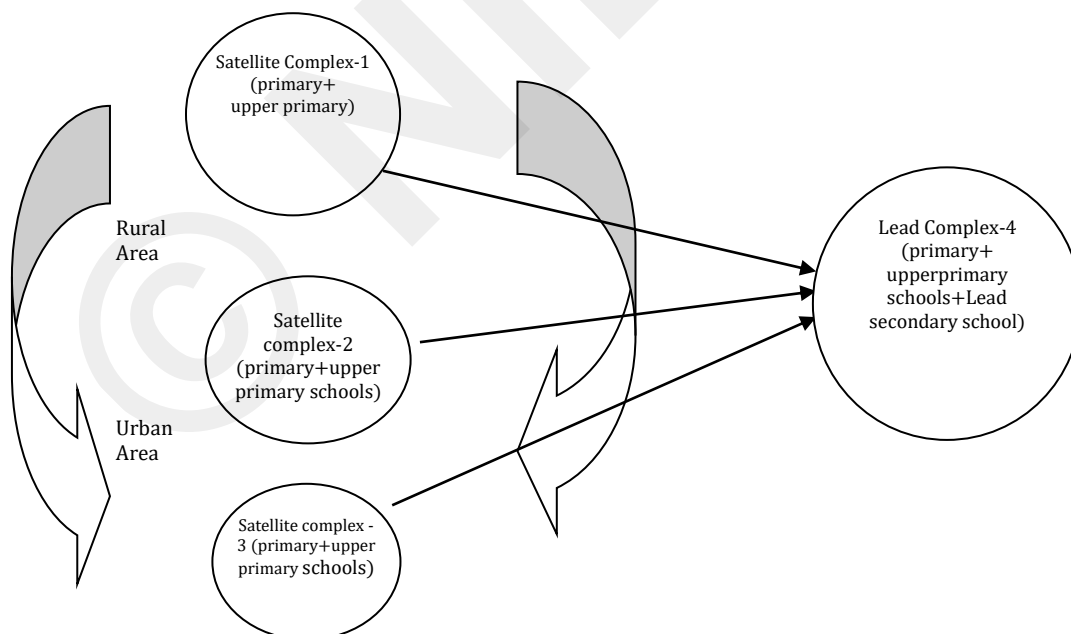 Satellite Complex-1
(primary+
upper primary)
Rural
Area
Lead Complex-4
(primary+
upperprimary
schools+Lead
secondary school)
Satellite
complex-2
(primary+upper
primary schools)
Urban
Area
Satellite complex -
3 (primary+upper
primary schools)